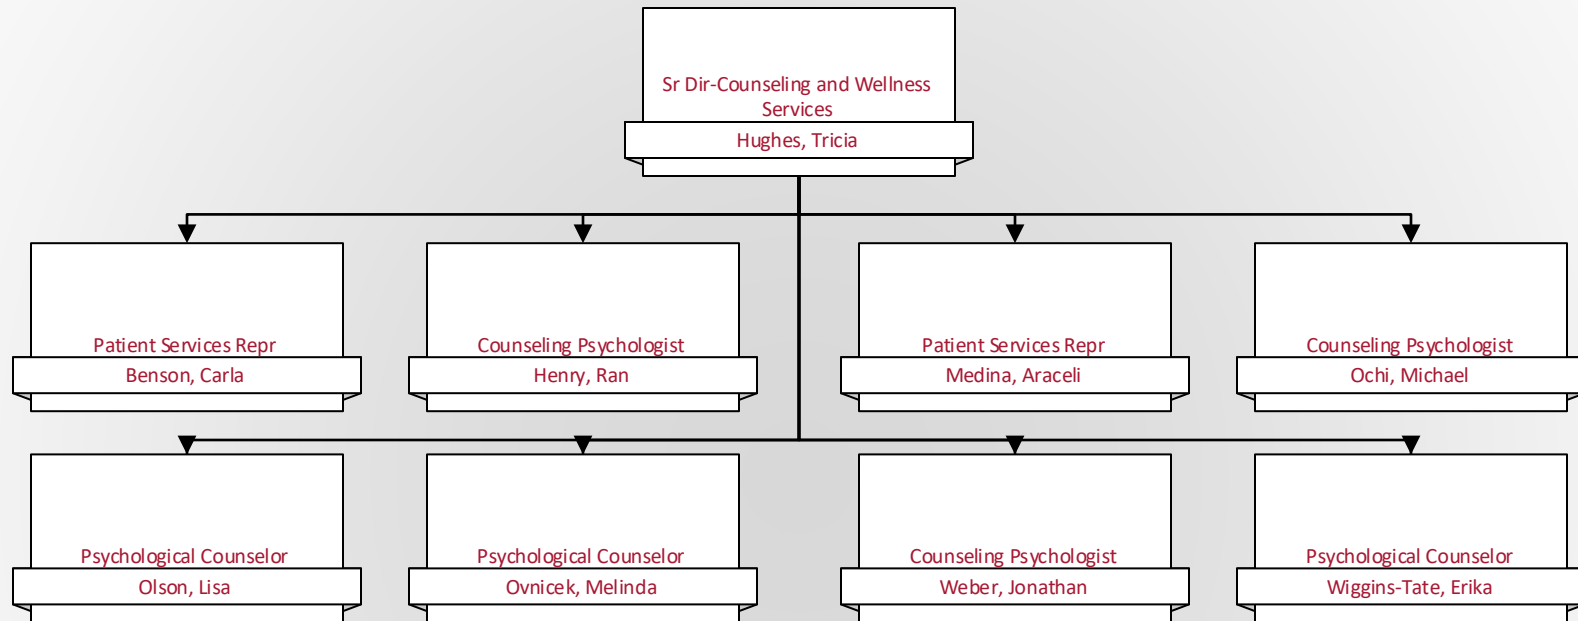 Sr Dir-Counseling and Wellness
Services
Hughes, Tricia
Patient Services Repr
Benson, Carla
Counseling Psychologist
Henry, Ran
Patient Services Repr
Medina, Araceli
Counseling Psychologist
Ochi, Michael
Psychological Counselor
Olson, Lisa
Psychological Counselor
Ovnicek, Melinda
Counseling Psychologist
Weber, Jonathan
Psychological Counselor
Wiggins-Tate, Erika